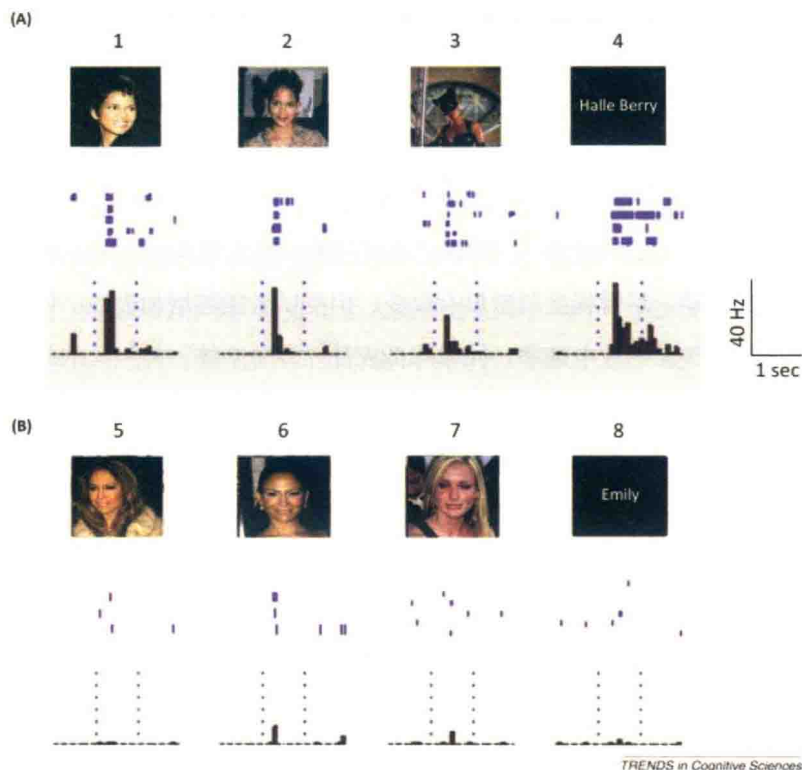 (A)
1 2 3 4
Halle Berry
40 Hz
1 sec
(B)
5 6 7 8
Emily
TRENDS in Cognitive Sciences